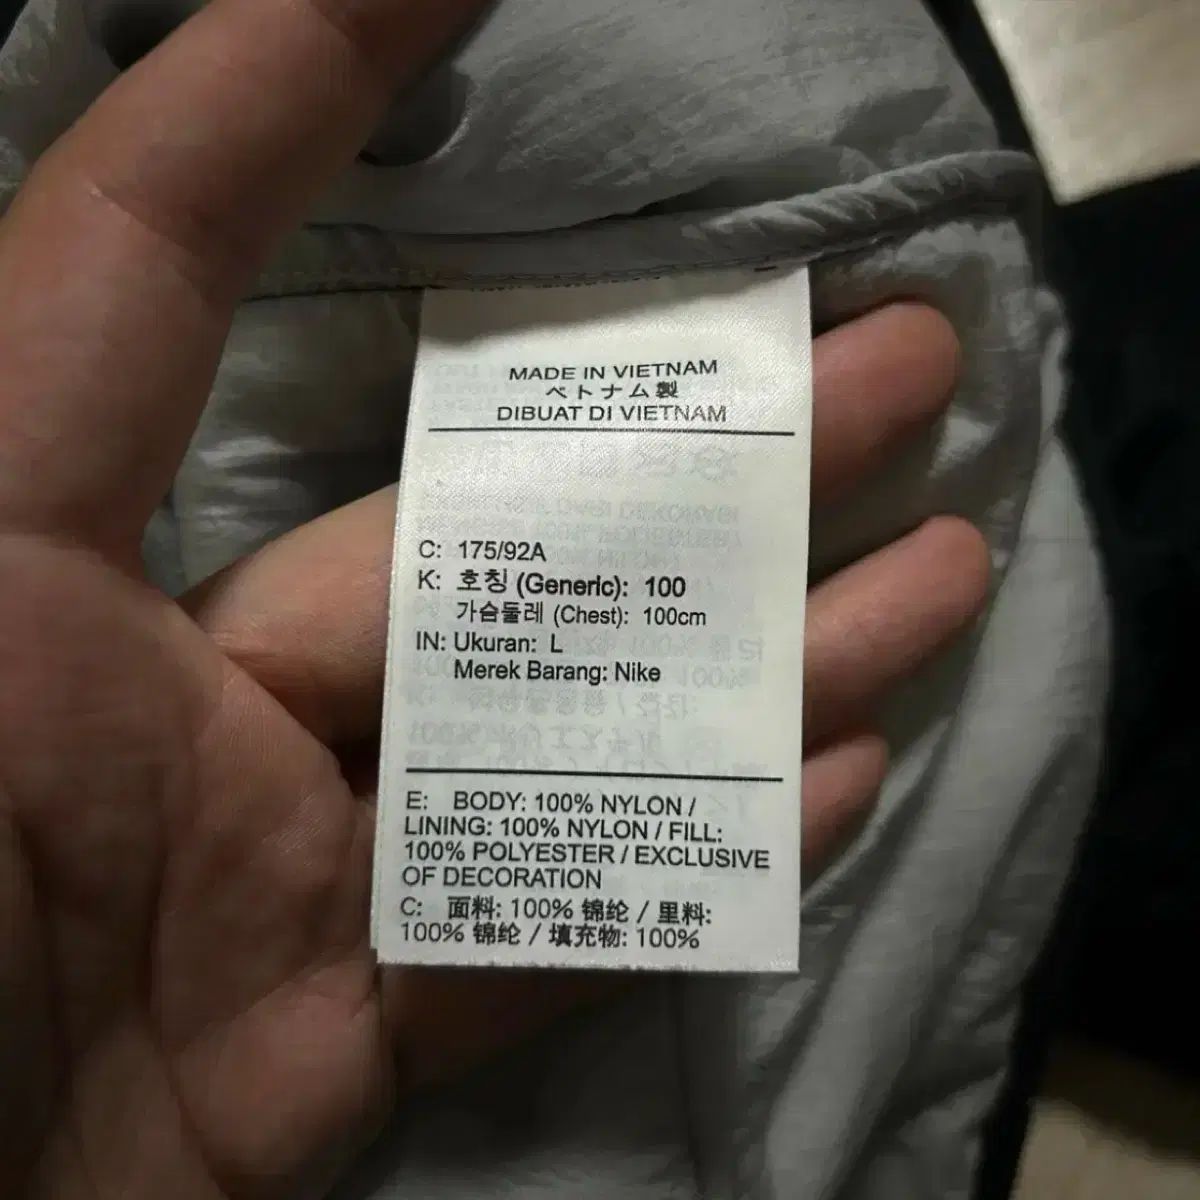 MADE IN VIETNAM
ベトナム製
DIBUAT DI VIETNAM
C: 175/92A
K: 호칭 (Generic): 100
가슴둘레 (Chest): 100cm
IN: Ukuran: L
Merek Barang: Nike
E: BODY: 100% NYLON /
LINING: 100% NYLON / FILL:
100% POLYESTER / EXCLUSIVE
OF DECORATION
C: 面料: 100% 锦纶 / 里料:
100% 锦纶 / 填充物: 100%